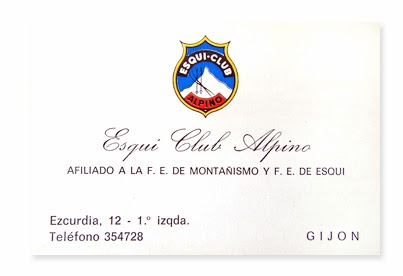 ESQUI-CLUB
ALPINO
Esqui Club Alpino
AFILIADO A LA F. E. DE MONTAÑISMO Y F. E. DE ESQUI
Ezcurdia, 12 - 1.º izqda.
Teléfono 354728
GIJON